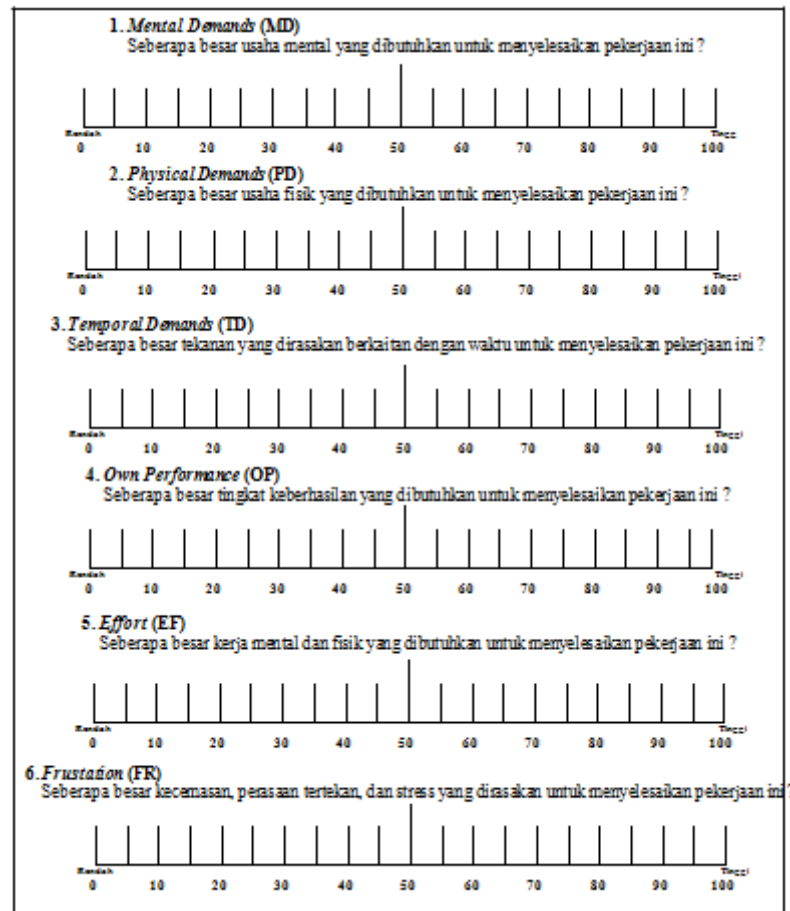 1. Mental Demands (MD)
Seberapa besar usaha mental yang dibutuhkan untuk menyelesaikan pekerjaan ini ?
Rendah Tinggi
0 10 20 30 40 50 60 70 80 90 100
2. Physical Demands (PD)
Seberapa besar usaha fisik yang dibutuhkan untuk menyelesaikan pekerjaan ini ?
Rendah Tinggi
0 10 20 30 40 50 60 70 80 90 100
3. Temporal Demands (TD)
Seberapa besar tekanan yang dirasakan berkaitan dengan waktu untuk menyelesaikan pekerjaan ini ?
Rendah Tinggi
0 10 20 30 40 50 60 70 80 90 100
4. Own Performance (OP)
Seberapa besar tingkat keberhasilan yang dibutuhkan untuk menyelesaikan pekerjaan ini ?
Rendah Tinggi
0 10 20 30 40 50 60 70 80 90 100
5. Effort (EF)
Seberapa besar kerja mental dan fisik yang dibutuhkan untuk menyelesaikan pekerjaan ini ?
Rendah Tinggi
0 10 20 30 40 50 60 70 80 90 100
6. Frustation (FR)
Seberapa besar kecemasan, perasaan tertekan, dan stress yang dirasakan untuk menyelesaikan pekerjaan ini?
Rendah Tinggi
0 10 20 30 40 50 60 70 80 90 100